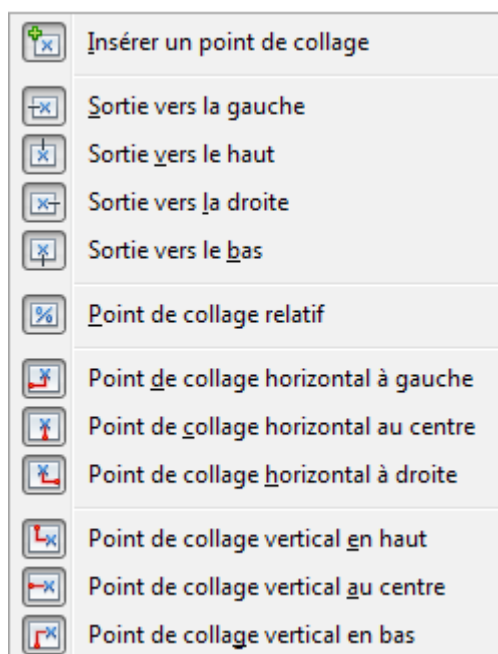 Insérer un point de collage
Sortie vers la gauche
Sortie vers le haut
Sortie vers la droite
Sortie vers le bas
%
Point de collage relatif
Point de collage horizontal à gauche
Point de collage horizontal au centre
Point de collage horizontal à droite
Point de collage vertical en haut
Point de collage vertical au centre
Point de collage vertical en bas